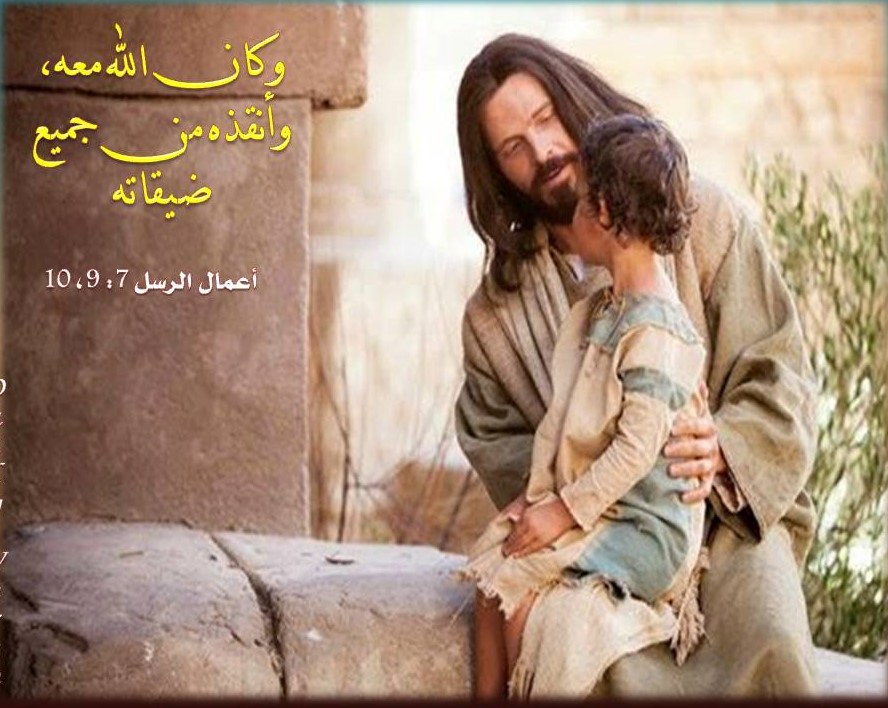 وكان الله معه،
وأنقذه من جميع
ضيقاته
أعمال الرسل 7: 9، 10